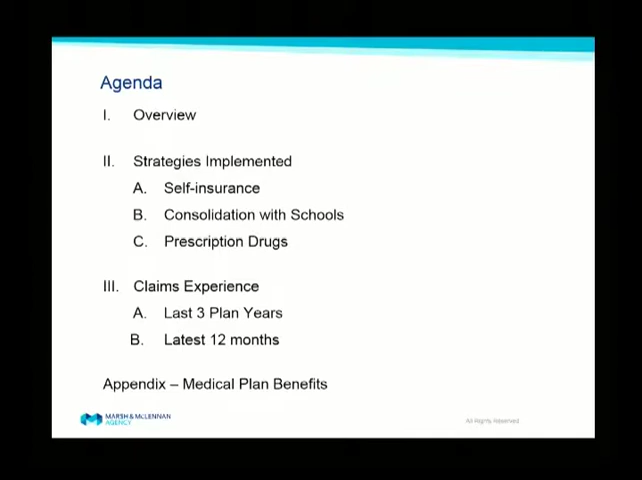 Agenda
I. Overview
II. Strategies Implemented
A. Self-insurance
B. Consolidation with Schools
C. Prescription Drugs
III. Claims Experience
A. Last 3 Plan Years
B. Latest 12 months
Appendix – Medical Plan Benefits
MARSH & MCLENNAN
AGENCY
All Rights Reserved